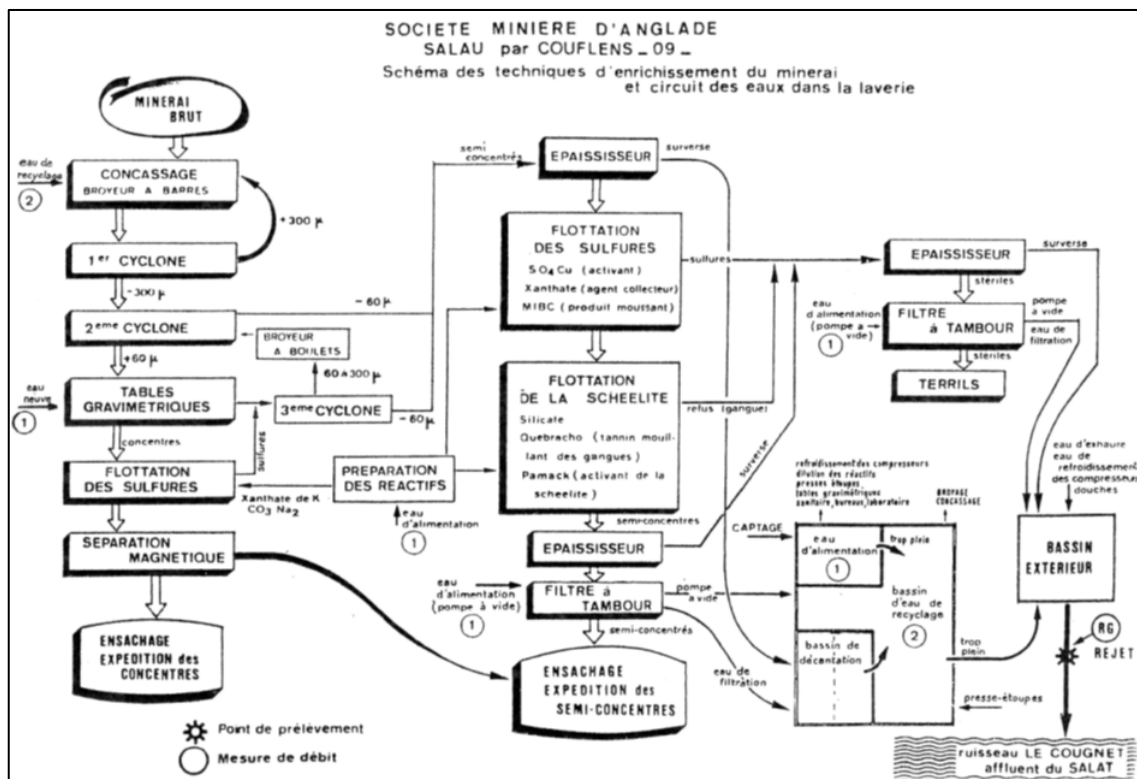 SOCIETE MINIÈRE D'ANGLADE
SALAU par COUFLENS _ 09 _
Schéma des techniques d'enrichissement du minerai
et circuit des eaux dans la laverie
MINERAI
BRUT
eau de
recyclage
2
CONCASSAGE
BROYEUR A BARRES
+300 µ
1er CYCLONE
-300 µ
2eme CYCLONE
-60 µ
BROYEUR
A BOULETS
+60 µ
60 à 300 µ
eau
neuve
1
TABLES
GRAVIMETRIQUES
3eme CYCLONE
-60 µ
concentres
sulfures
FLOTTATION
DES SULFURES
Xanthate de K
CO3 Na2
PREPARATION
DES REACTIFS
eau
d'alimentation
1
SEPARATION
MAGNETIQUE
ENSACHAGE
EXPEDITION des
CONCENTRES
semi
concentrés
EPAISSISSEUR
surverse
FLOTTATION
DES SULFURES
SO4 Cu (activant)
Xanthate (agent collecteur)
MIBC (produit moussant)
sulfures
FLOTTATION
DE LA SCHEELITE
Silicate
Quebracho (tannin mouil-
lant des gangues)
Pamack (activant de la
scheelite)
refus (gangue)
surverse
semi-concentrés
EPAISSISSEUR
eau
d'alimentation
(pompe à vide)
1
FILTRE à
TAMBOUR
pompe
a vide
semi-concentrés
eau de
filtration
ENSACHAGE
EXPEDITION des
SEMI-CONCENTRES
EPAISSISSEUR
surverse
stériles
eau
d'alimentation
(pompe a
vide)
1
FILTRE
à TAMBOUR
pompe
à vide
eau de
filtration
stériles
TERRILS
refroidissement des compresseurs
dilution des réactifs
presses étoupes
tables gravimétriques
sanitaire, bureaux, laboratoire
BROYAGE
CONCASSAGE
CAPTAGE
eau
d'alimentation
1
trop plein
bassin
d'eau de
recyclage
2
bassin de
décantation
trop
plein
presse-étoupes
eau d'exhaure
eau de
refroidissement
des compresseurs
douches
BASSIN
EXTERIEUR
RG
REJET
ruisseau LE COUGNET
affluent du SALAT
Point de prélèvement
Mesure de débit